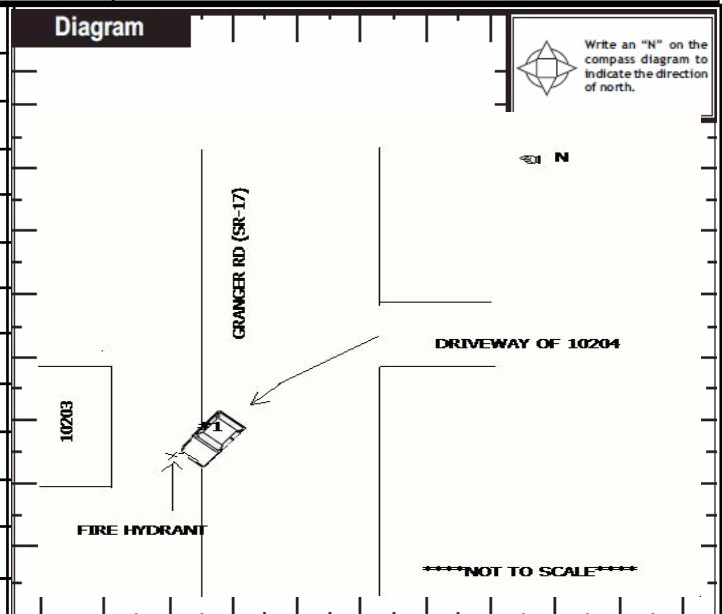 Diagram
Write an “N” on the
compass diagram to
indicate the direction
of north.
N
GRANGER RD (SR-17)
DRIVEWAY OF 10204
10203
#1
FIRE HYDRANT
****NOT TO SCALE****